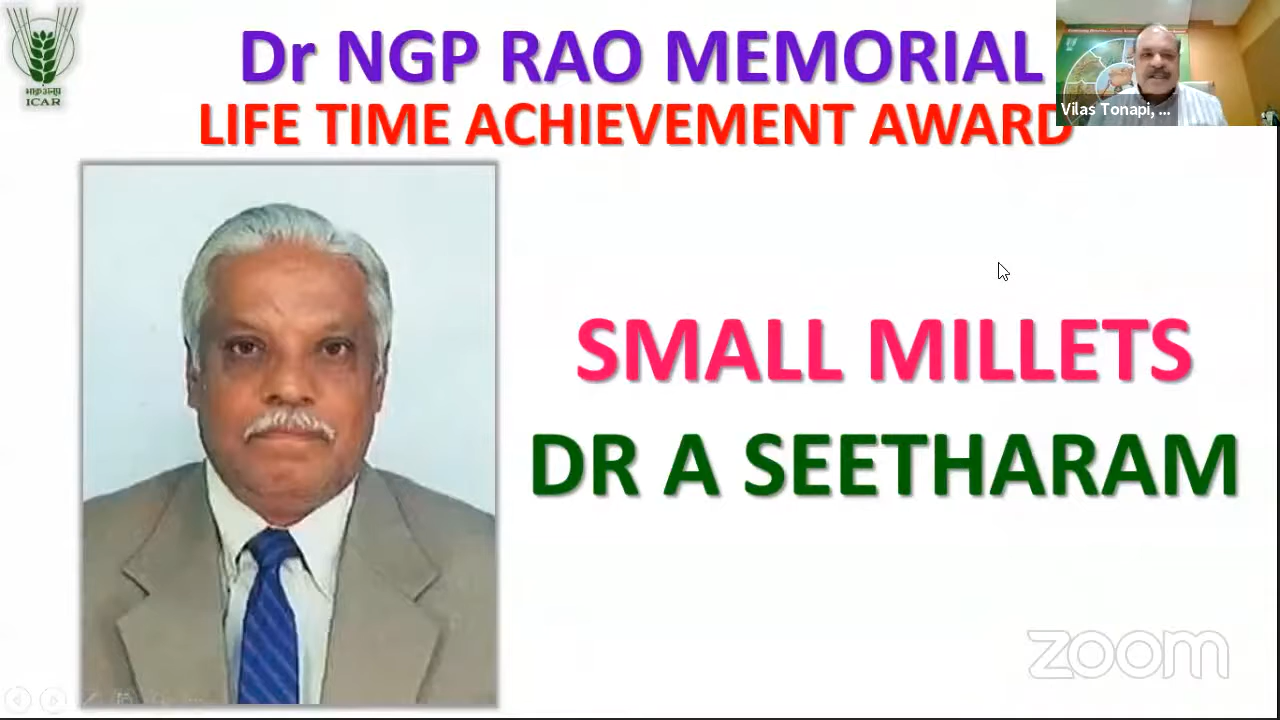 Dr NGP RAO MEMORIAL
LIFE TIME ACHIEVEMENT AWARD
ICAR
Vilas Tonapi, ...
SMALL MILLETS
DR A SEETHARAM
zoom